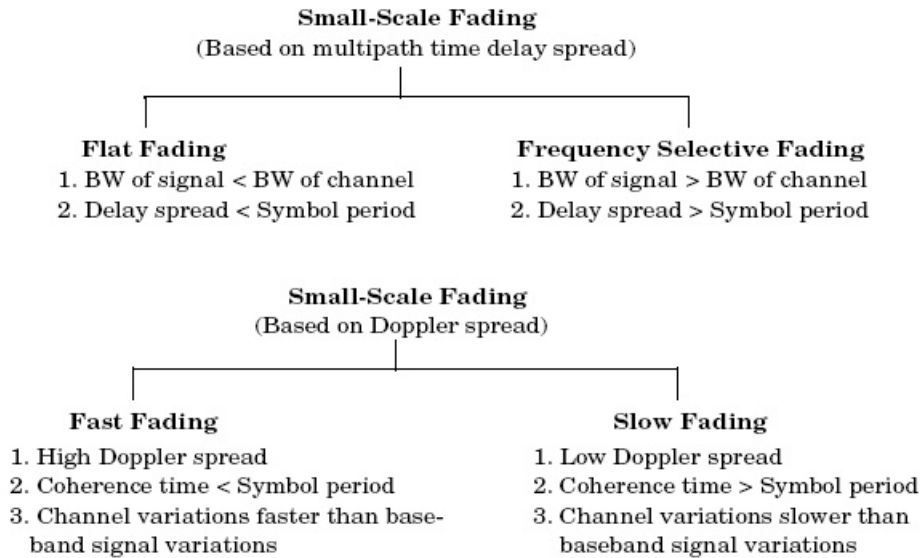 Small-Scale Fading
(Based on multipath time delay spread)
Flat Fading
1. BW of signal < BW of channel
2. Delay spread < Symbol period
Frequency Selective Fading
1. BW of signal > BW of channel
2. Delay spread > Symbol period
Small-Scale Fading
(Based on Doppler spread)
Fast Fading
1. High Doppler spread
2. Coherence time < Symbol period
3. Channel variations faster than base-
band signal variations
Slow Fading
1. Low Doppler spread
2. Coherence time > Symbol period
3. Channel variations slower than
baseband signal variations